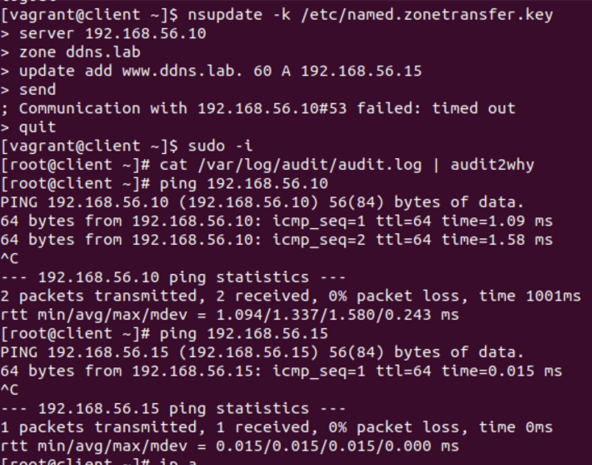 [vagrant@client ~]$ nsupdate -k /etc/named.zonetransfer.key
> server 192.168.56.10
> zone ddns.lab
> update add www.ddns.lab. 60 A 192.168.56.15
> send
; Communication with 192.168.56.10#53 failed: timed out
> quit
[vagrant@client ~]$ sudo -i
[root@client ~]# cat /var/log/audit/audit.log | audit2why
[root@client ~]# ping 192.168.56.10
PING 192.168.56.10 (192.168.56.10) 56(84) bytes of data.
64 bytes from 192.168.56.10: icmp_seq=1 ttl=64 time=1.09 ms
64 bytes from 192.168.56.10: icmp_seq=2 ttl=64 time=1.58 ms
^C
--- 192.168.56.10 ping statistics ---
2 packets transmitted, 2 received, 0% packet loss, time 1001ms
rtt min/avg/max/mdev = 1.094/1.337/1.580/0.243 ms
[root@client ~]# ping 192.168.56.15
PING 192.168.56.15 (192.168.56.15) 56(84) bytes of data.
64 bytes from 192.168.56.15: icmp_seq=1 ttl=64 time=0.015 ms
^C
--- 192.168.56.15 ping statistics ---
1 packets transmitted, 1 received, 0% packet loss, time 0ms
rtt min/avg/max/mdev = 0.015/0.015/0.015/0.000 ms
[root@client ~]# ip a